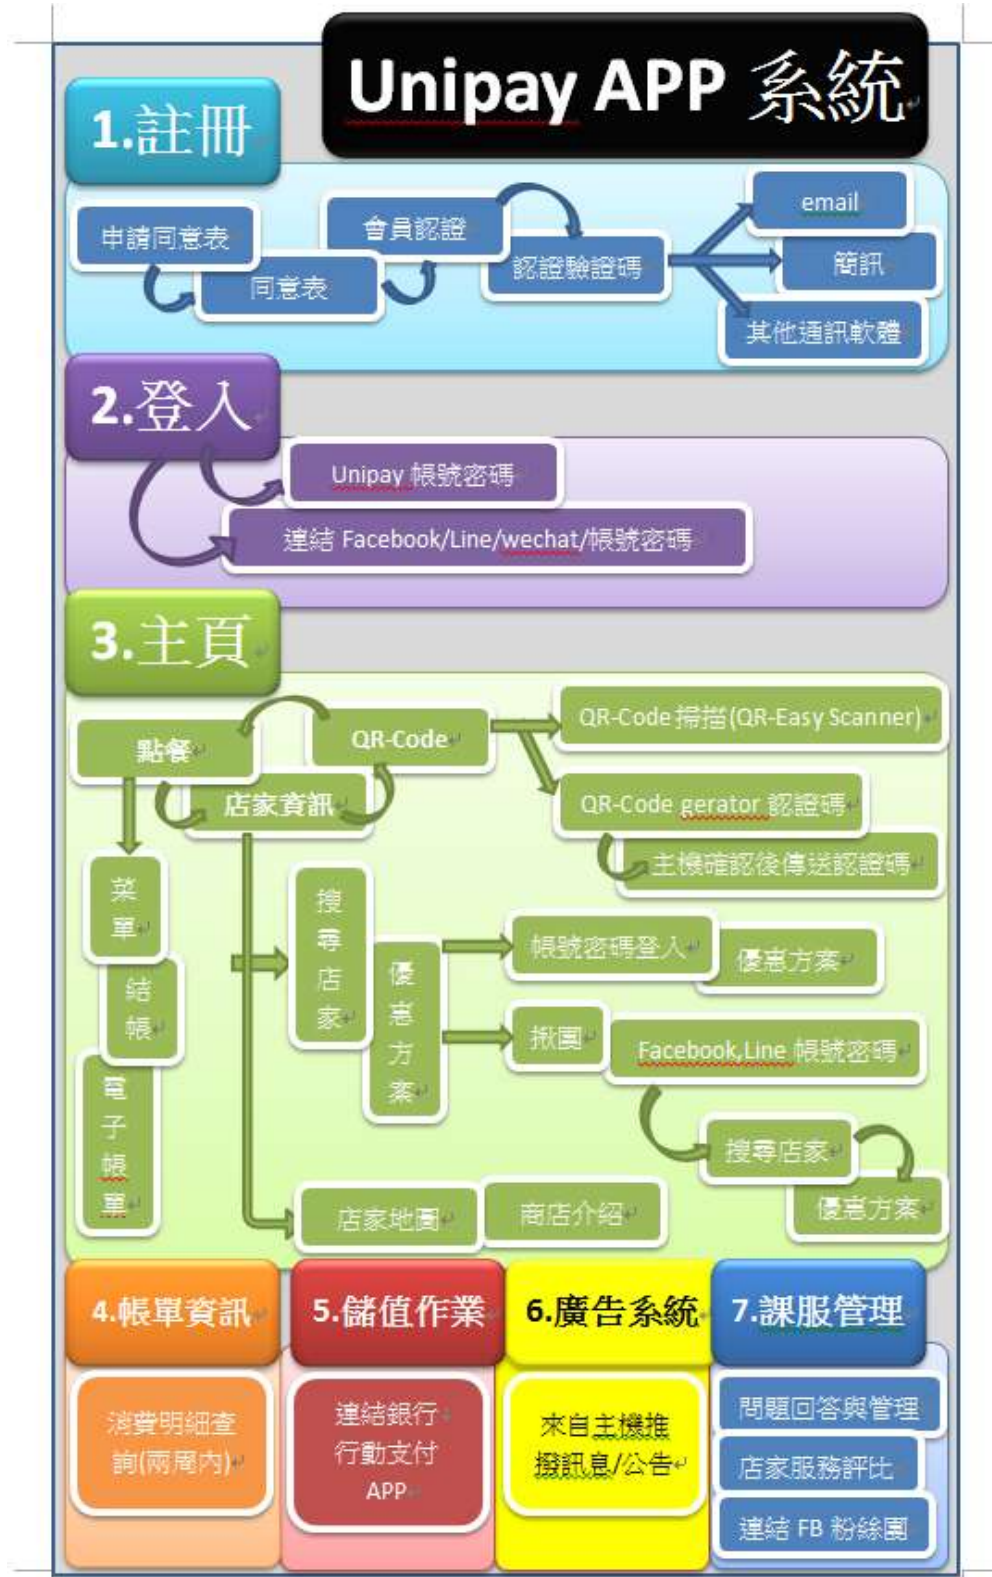 Unipay APP 系統
1.註冊
申請同意表
同意表
會員認證
認證驗證碼
email
簡訊
其他通訊軟體
2.登入
Unipay 帳號密碼
連結 Facebook/Line/wechat/帳號密碼
3.主頁
點餐
店家資訊
QR-Code
QR-Code 掃描(QR-Easy Scanner)
QR-Code gerator 認證碼
主機確認後傳送認證碼
菜
單
結
帳
電
子
帳
單
搜
尋
店
家
優
惠
方
案
帳號密碼登入
優惠方案
揪團
Facebook,Line 帳號密碼
搜尋店家
優惠方案
店家地圖
商店介紹
4.帳單資訊
消費明細查
詢(兩周內)
5.儲值作業
連結銀行
行動支付
APP
6.廣告系統
來自主機推
撥訊息/公告
7.課服管理
問題回答與管理
店家服務評比
連結 FB 粉絲團